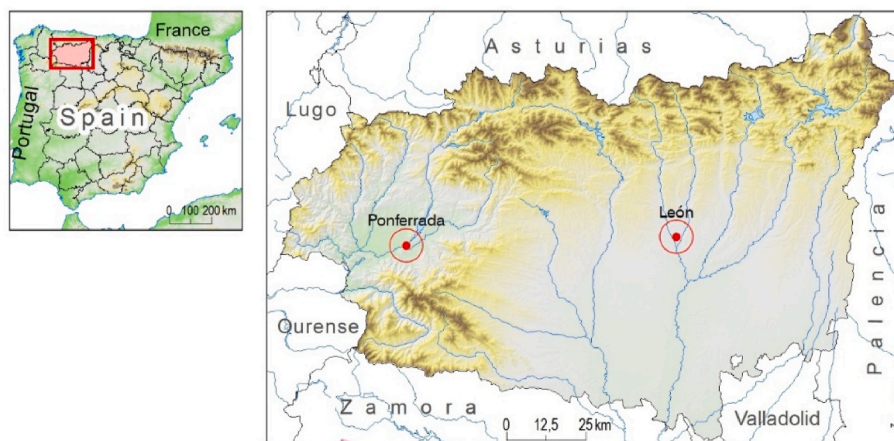 France
Portugal
Spain
0 100 200 km
Asturias
Lugo
Ponferrada
León
Palencia
Ourense
Zamora
Valladolid
0 12,5 25 km